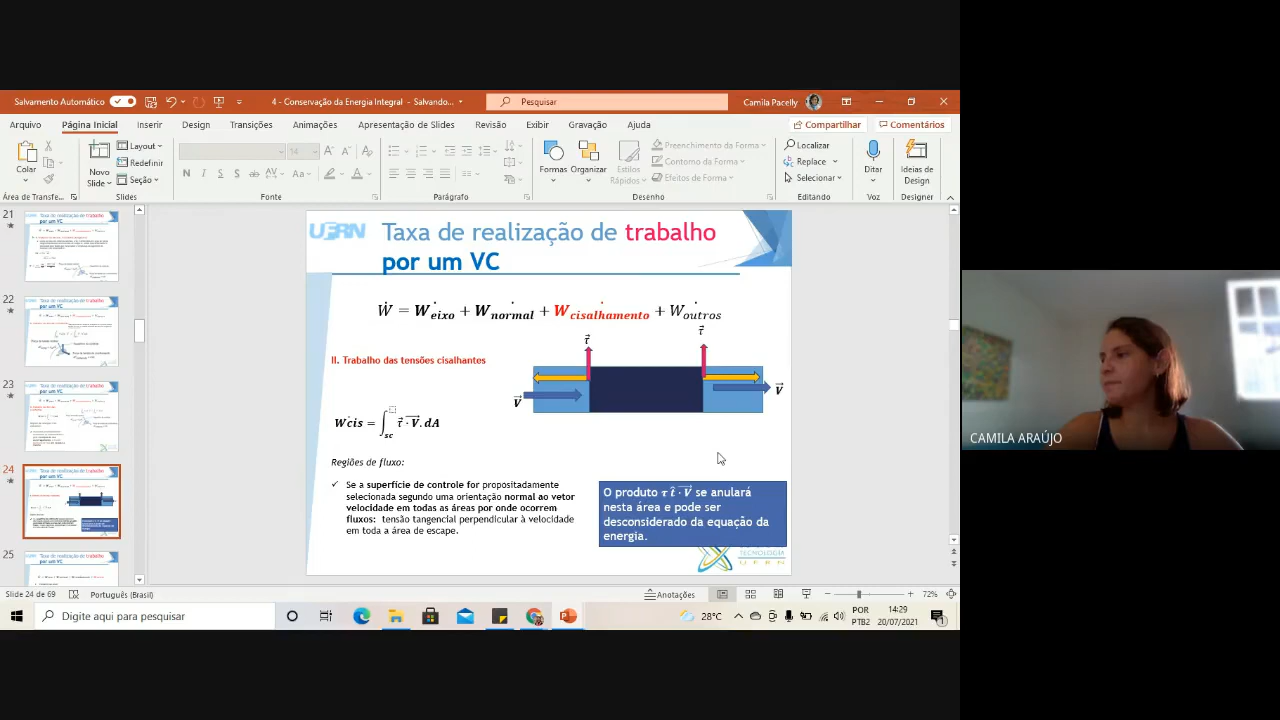 Salvamento Automático
4 - Conservação da Energia Integral - Salvando...
Pesquisar
Camila Pacelly
Arquivo Página Inicial Inserir Design Transições Animações Apresentação de Slides Revisão Exibir Gravação Ajuda
Compartilhar Comentários
Colar
Novo
Slide
Layout
Redefinir
Seção
14
N I S S ab AV Aa A
Formas
Organizar
Estilos
Rápidos
Preenchimento da Forma
Contorno da Forma
Efeitos de Forma
Localizar
Replace
Selecionar
Ditar
Ideias de
Design
Área de Transfe...
Slides
Fonte
Parágrafo
Desenho
Editando
Voz
Designer
21
22
23
24
25
UFRN
Taxa de realização de trabalho
por um VC
Ẇ = Ẇeixo + Ẇnormal + Ẇcisalhamento + Ẇoutros
II. Trabalho das tensões cisalhantes
τ⃗
τ⃗
V⃗
V⃗
Wcis = ∫sc τ⃗ · V⃗. dA
Regiões de fluxo:
✓ Se a superfície de controle for propositalmente
selecionada segundo uma orientação normal ao vetor
velocidade em todas as áreas por onde ocorrem
fluxos: tensão tangencial perpendicular à velocidade
em toda a área de escape.
O produto τ t̂ · V⃗ se anulará
nesta área e pode ser
desconsiderado da equação da
energia.
TECNOLOGIA
UFRN
CAMILA ARAÚJO
Slide 24 de 69
Português (Brasil)
Anotações
72%
Digite aqui para pesquisar
28°C
POR
PTB2
14:29
20/07/2021
1